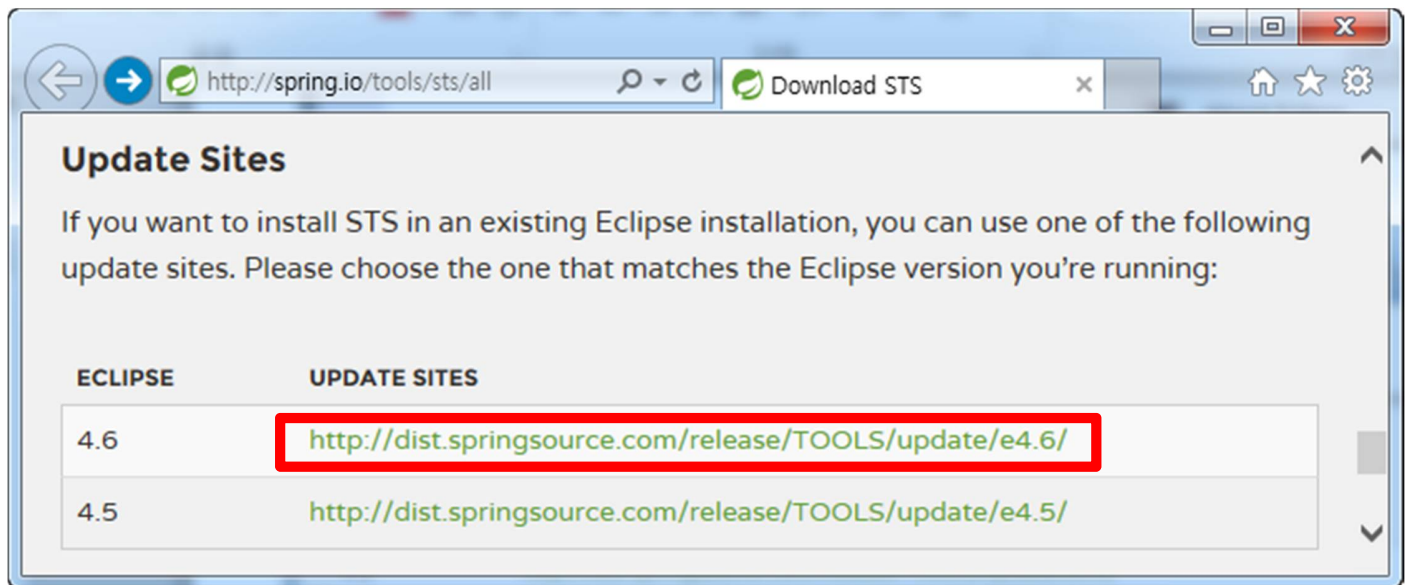 http://spring.io/tools/sts/all
Download STS
Update Sites
If you want to install STS in an existing Eclipse installation, you can use one of the following
update sites. Please choose the one that matches the Eclipse version you're running:
ECLIPSE UPDATE SITES
4.6 http://dist.springsource.com/release/TOOLS/update/e4.6/
4.5 http://dist.springsource.com/release/TOOLS/update/e4.5/